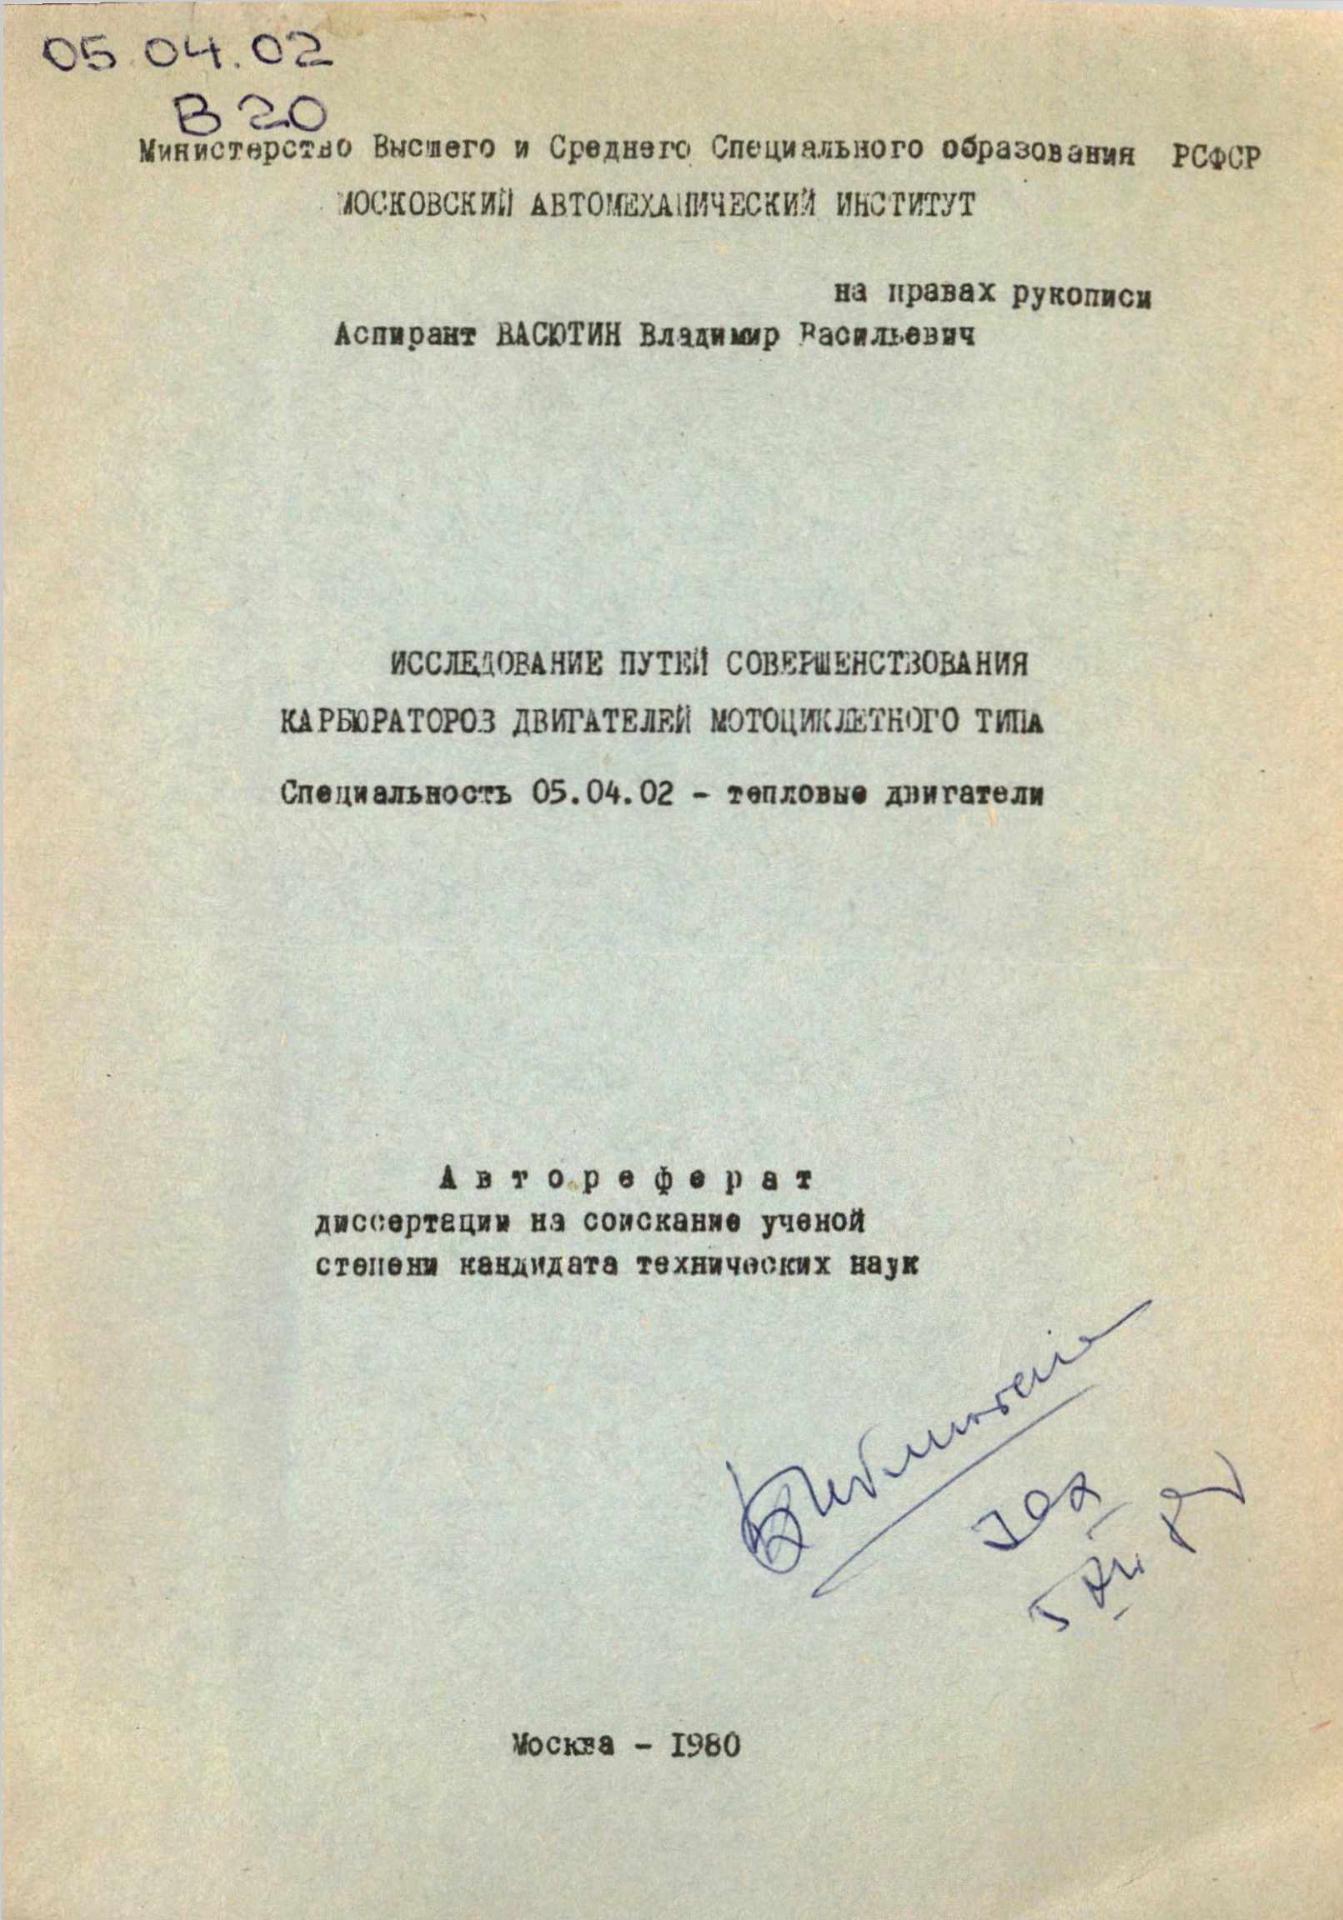 05.04.02
В 20
Министерство Высшего и Среднего Специального образования РСФСР
МОСКОВСКИЙ АВТОМЕХАНИЧЕСКИЙ ИНСТИТУТ
на правах рукописи
Аспирант ВАСЮТИН Владимир Васильевич
ИССЛЕДОВАНИЕ ПУТЕЙ СОВЕРШЕНСТВОВАНИЯ
КАРБЮРАТОРОВ ДВИГАТЕЛЕЙ МОТОЦИКЛЕТНОГО ТИПА
Специальность 05.04.02 - тепловые двигатели
А в т о р е ф е р а т
диссертации на соискание ученой
степени кандидата технических наук
Москва - 1980